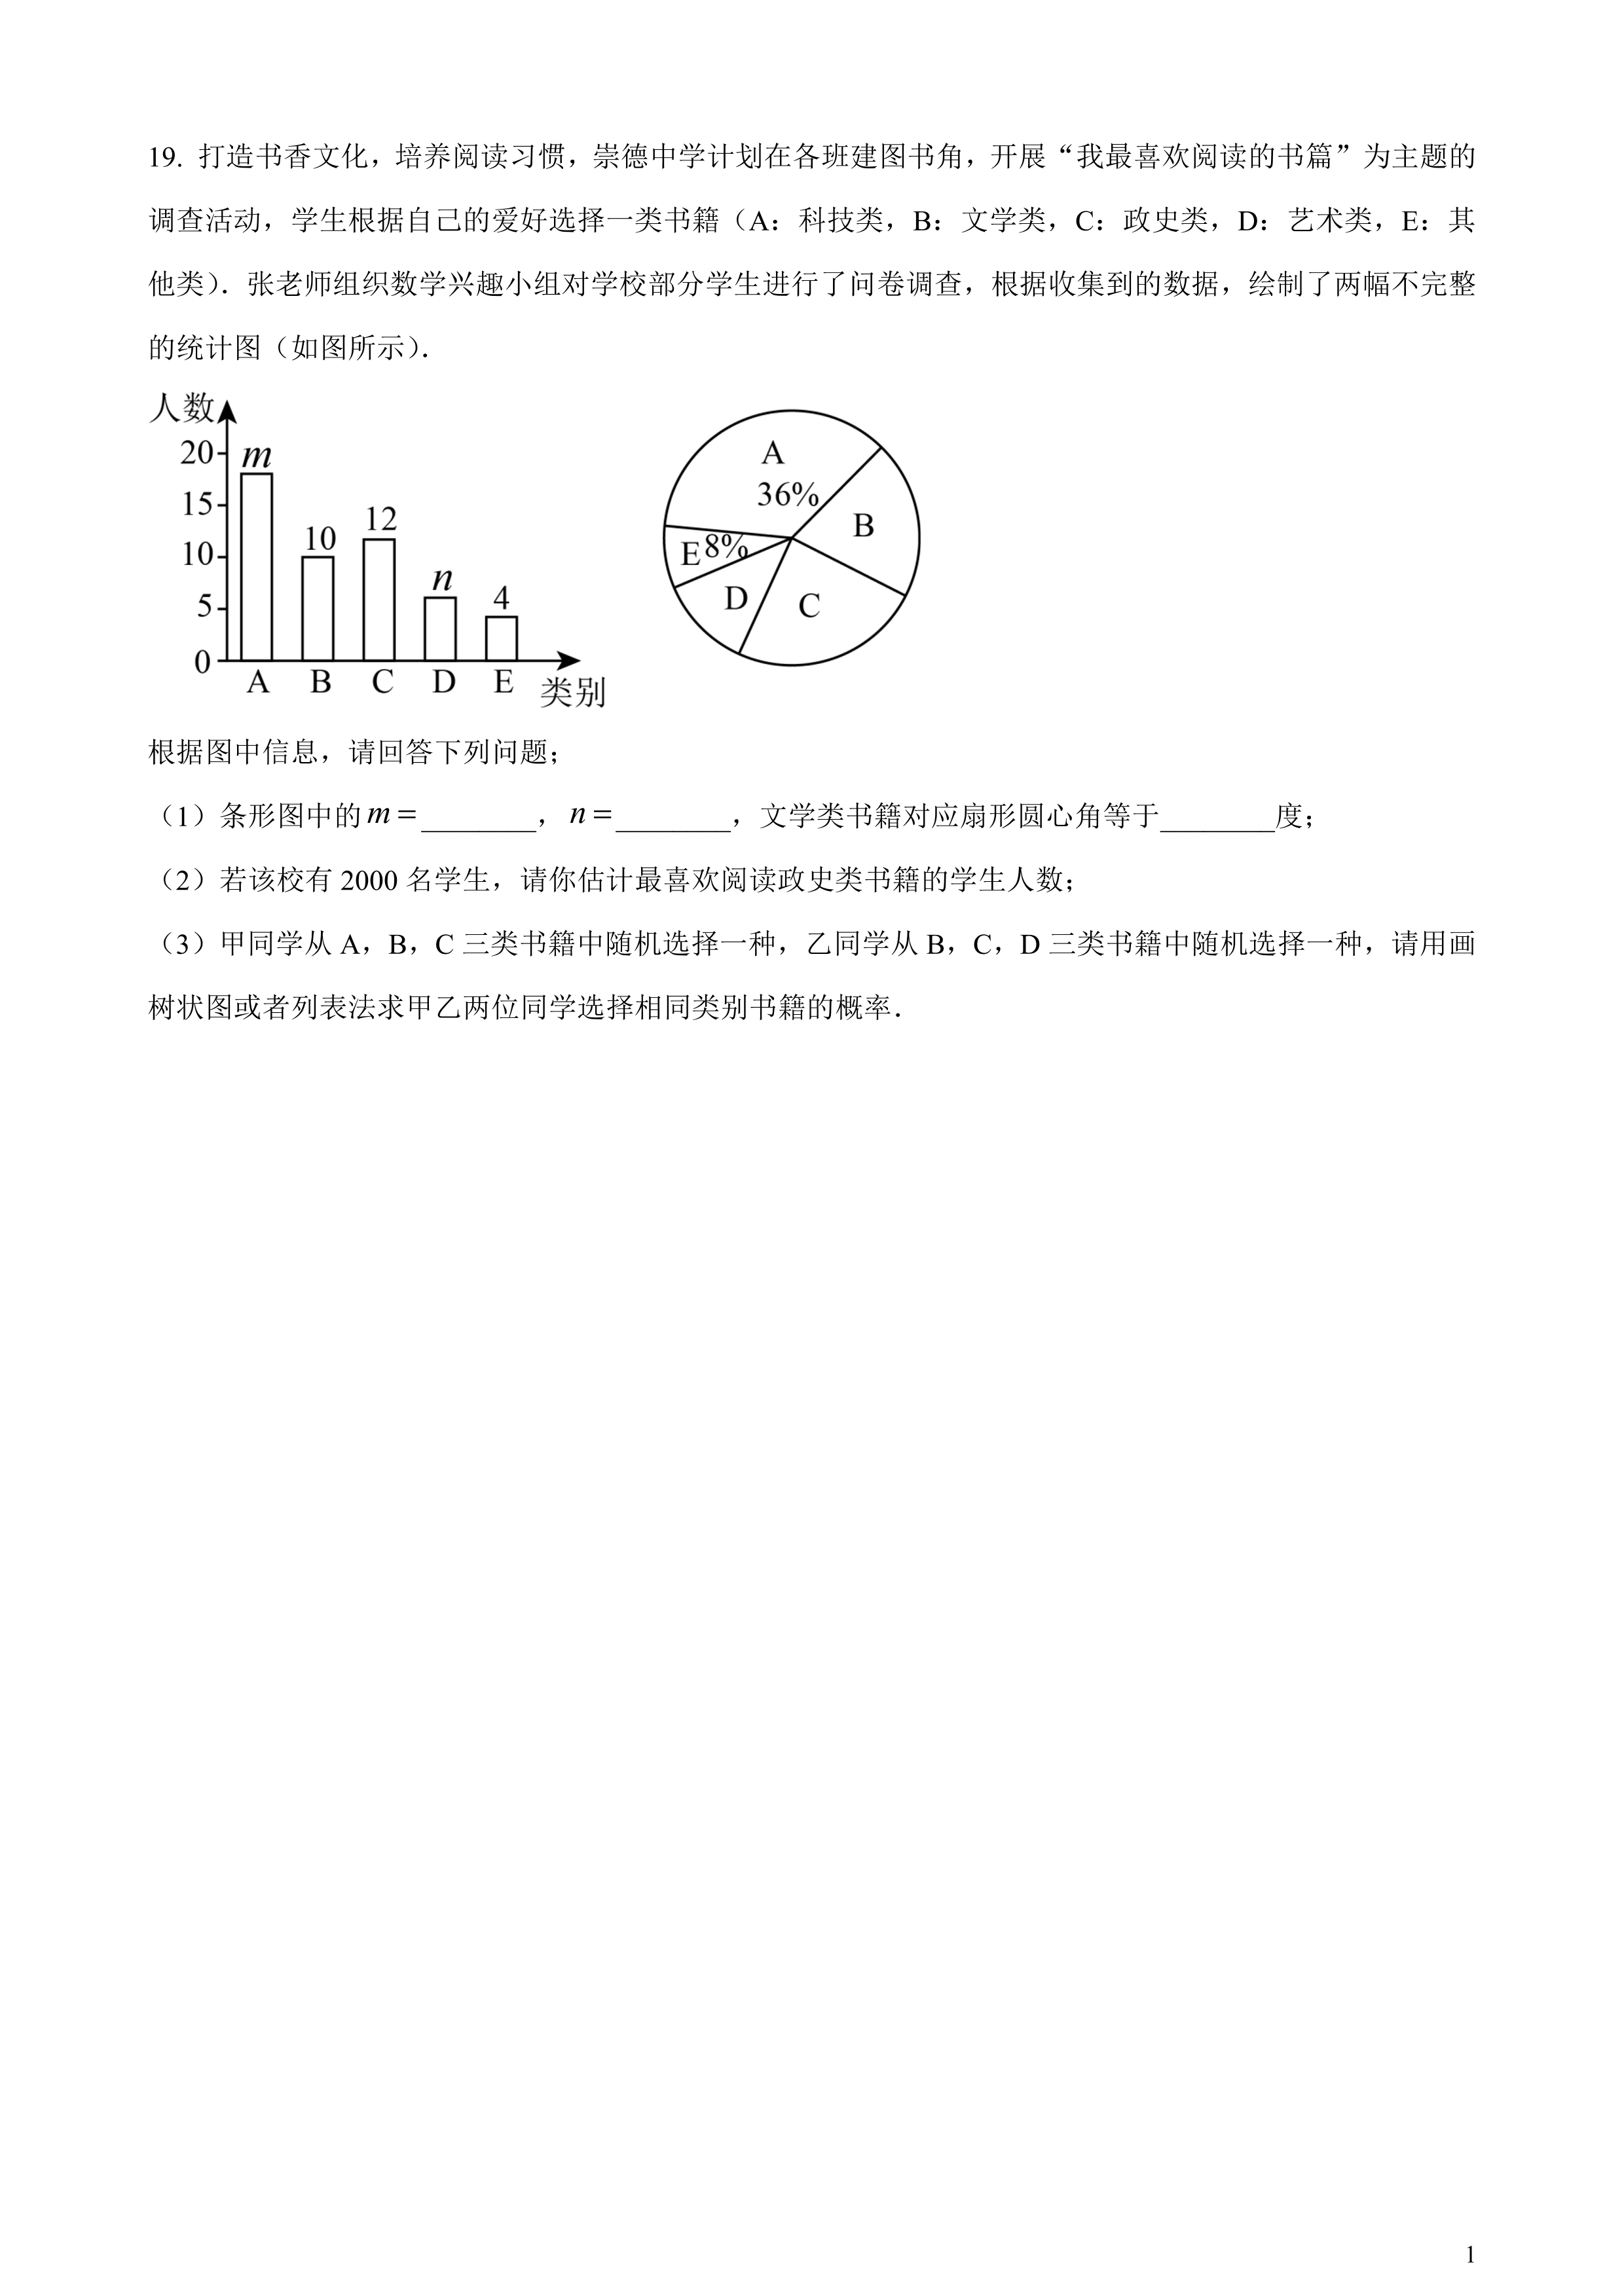 19. 打造书香文化，培养阅读习惯，崇德中学计划在各班建图书角，开展“我最喜欢阅读的书篇”为主题的
调查活动，学生根据自己的爱好选择一类书籍（A：科技类，B：文学类，C：政史类，D：艺术类，E：其
他类）．张老师组织数学兴趣小组对学校部分学生进行了问卷调查，根据收集到的数据，绘制了两幅不完整
的统计图（如图所示）．
人数
20
15
10
5
0
m
10
12
n
4
A B C D E
类别
A
36%
B
E 8%
D
C
根据图中信息，请回答下列问题；
（1）条形图中的 m = ________， n = ________，文学类书籍对应扇形圆心角等于________度；
（2）若该校有 2000 名学生，请你估计最喜欢阅读政史类书籍的学生人数；
（3）甲同学从 A，B，C 三类书籍中随机选择一种，乙同学从 B，C，D 三类书籍中随机选择一种，请用画
树状图或者列表法求甲乙两位同学选择相同类别书籍的概率．
1